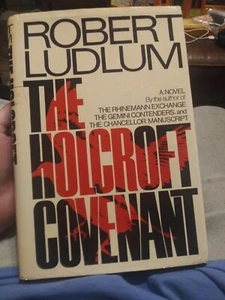 ROBERT
LUDLUM
A NOVEL
By the author of
THE RHINEMANN EXCHANGE,
THE GEMINI CONTENDERS, and
THE CHANCELLOR MANUSCRIPT
THE
HOLCROFT
COVENANT